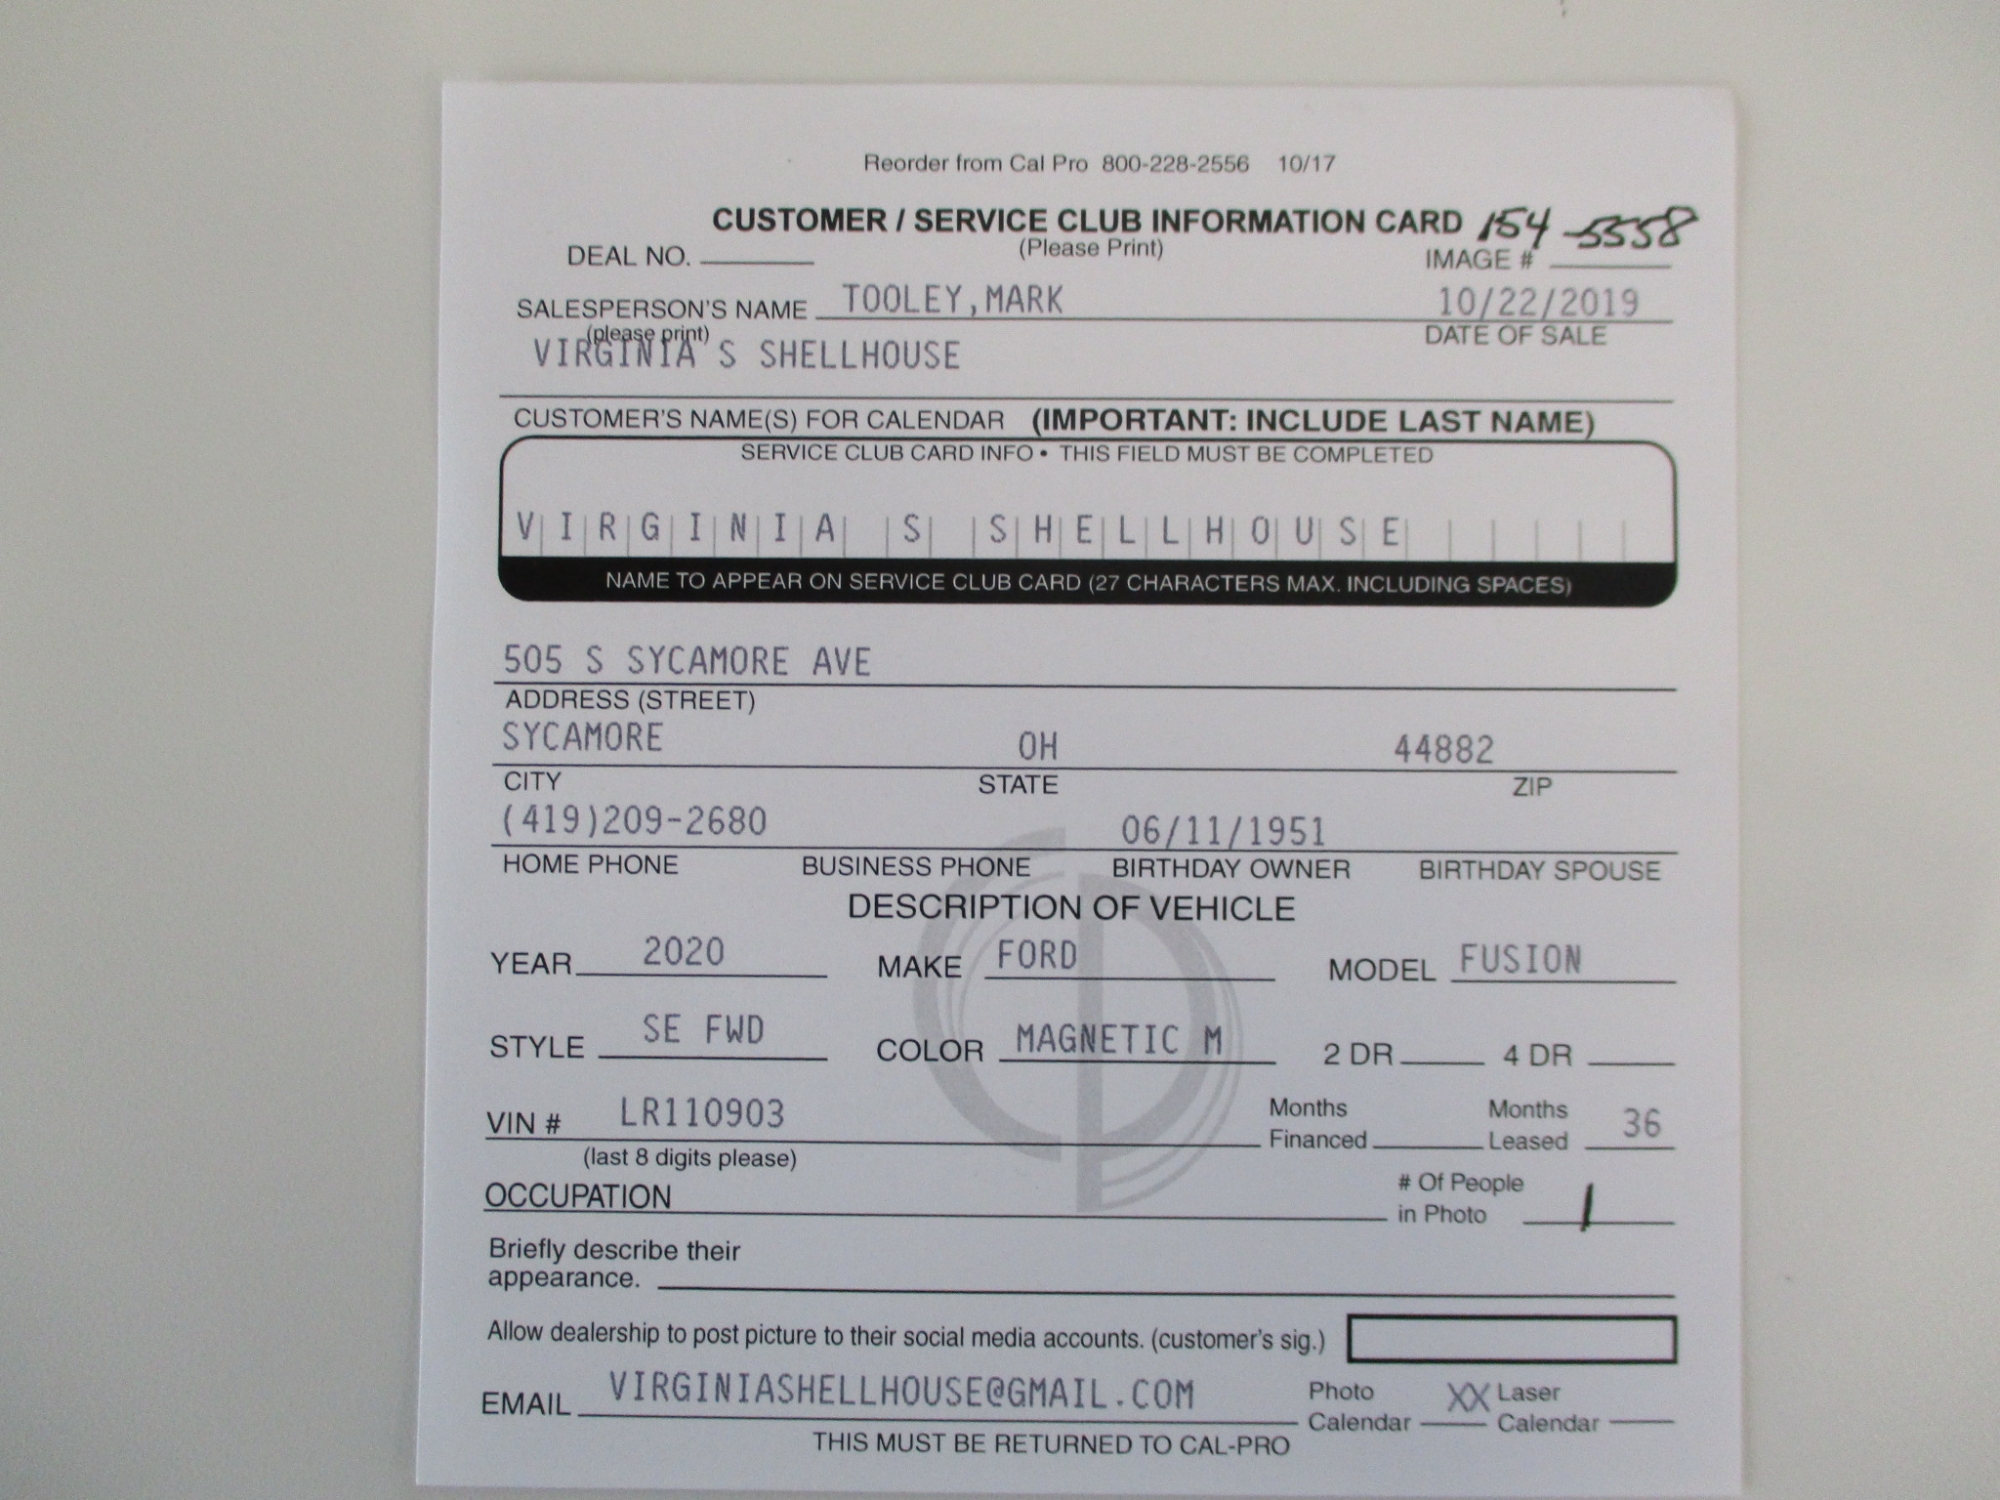 Reorder from Cal Pro 800-228-2556 10/17
CUSTOMER / SERVICE CLUB INFORMATION CARD 154-5558
(Please Print)
DEAL NO. IMAGE #
SALESPERSON'S NAME TOOLEY,MARK 10/22/2019
(please print) DATE OF SALE
VIRGINIA S SHELLHOUSE
CUSTOMER'S NAME(S) FOR CALENDAR (IMPORTANT: INCLUDE LAST NAME)
SERVICE CLUB CARD INFO • THIS FIELD MUST BE COMPLETED
VIRGINIA S SHELLHOUSE
NAME TO APPEAR ON SERVICE CLUB CARD (27 CHARACTERS MAX. INCLUDING SPACES)
505 S SYCAMORE AVE
ADDRESS (STREET)
SYCAMORE OH 44882
CITY STATE ZIP
(419)209-2680 06/11/1951
HOME PHONE BUSINESS PHONE BIRTHDAY OWNER BIRTHDAY SPOUSE
DESCRIPTION OF VEHICLE
YEAR 2020 MAKE FORD MODEL FUSION
STYLE SE FWD COLOR MAGNETIC M 2 DR 4 DR
VIN # LR110903 Months Financed Months Leased 36
(last 8 digits please)
OCCUPATION # Of People in Photo 1
Briefly describe their
appearance.
Allow dealership to post picture to their social media accounts. (customer's sig.)
EMAIL VIRGINIASHELLHOUSE@GMAIL.COM Photo Calendar XX Laser Calendar
THIS MUST BE RETURNED TO CAL-PRO